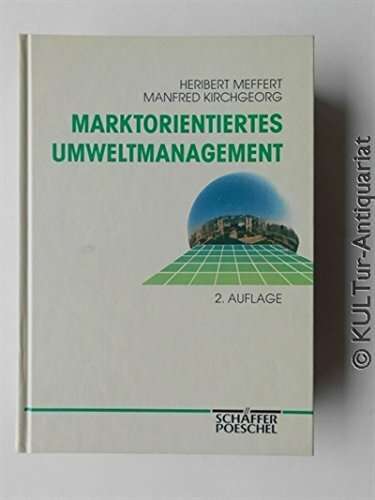 HERIBERT MEFFERT
MANFRED KIRCHGEORG
MARKTORIENTIERTES
UMWELTMANAGEMENT
2. AUFLAGE
SCHÄFFER
POESCHEL
© KULTur-Antiquariat